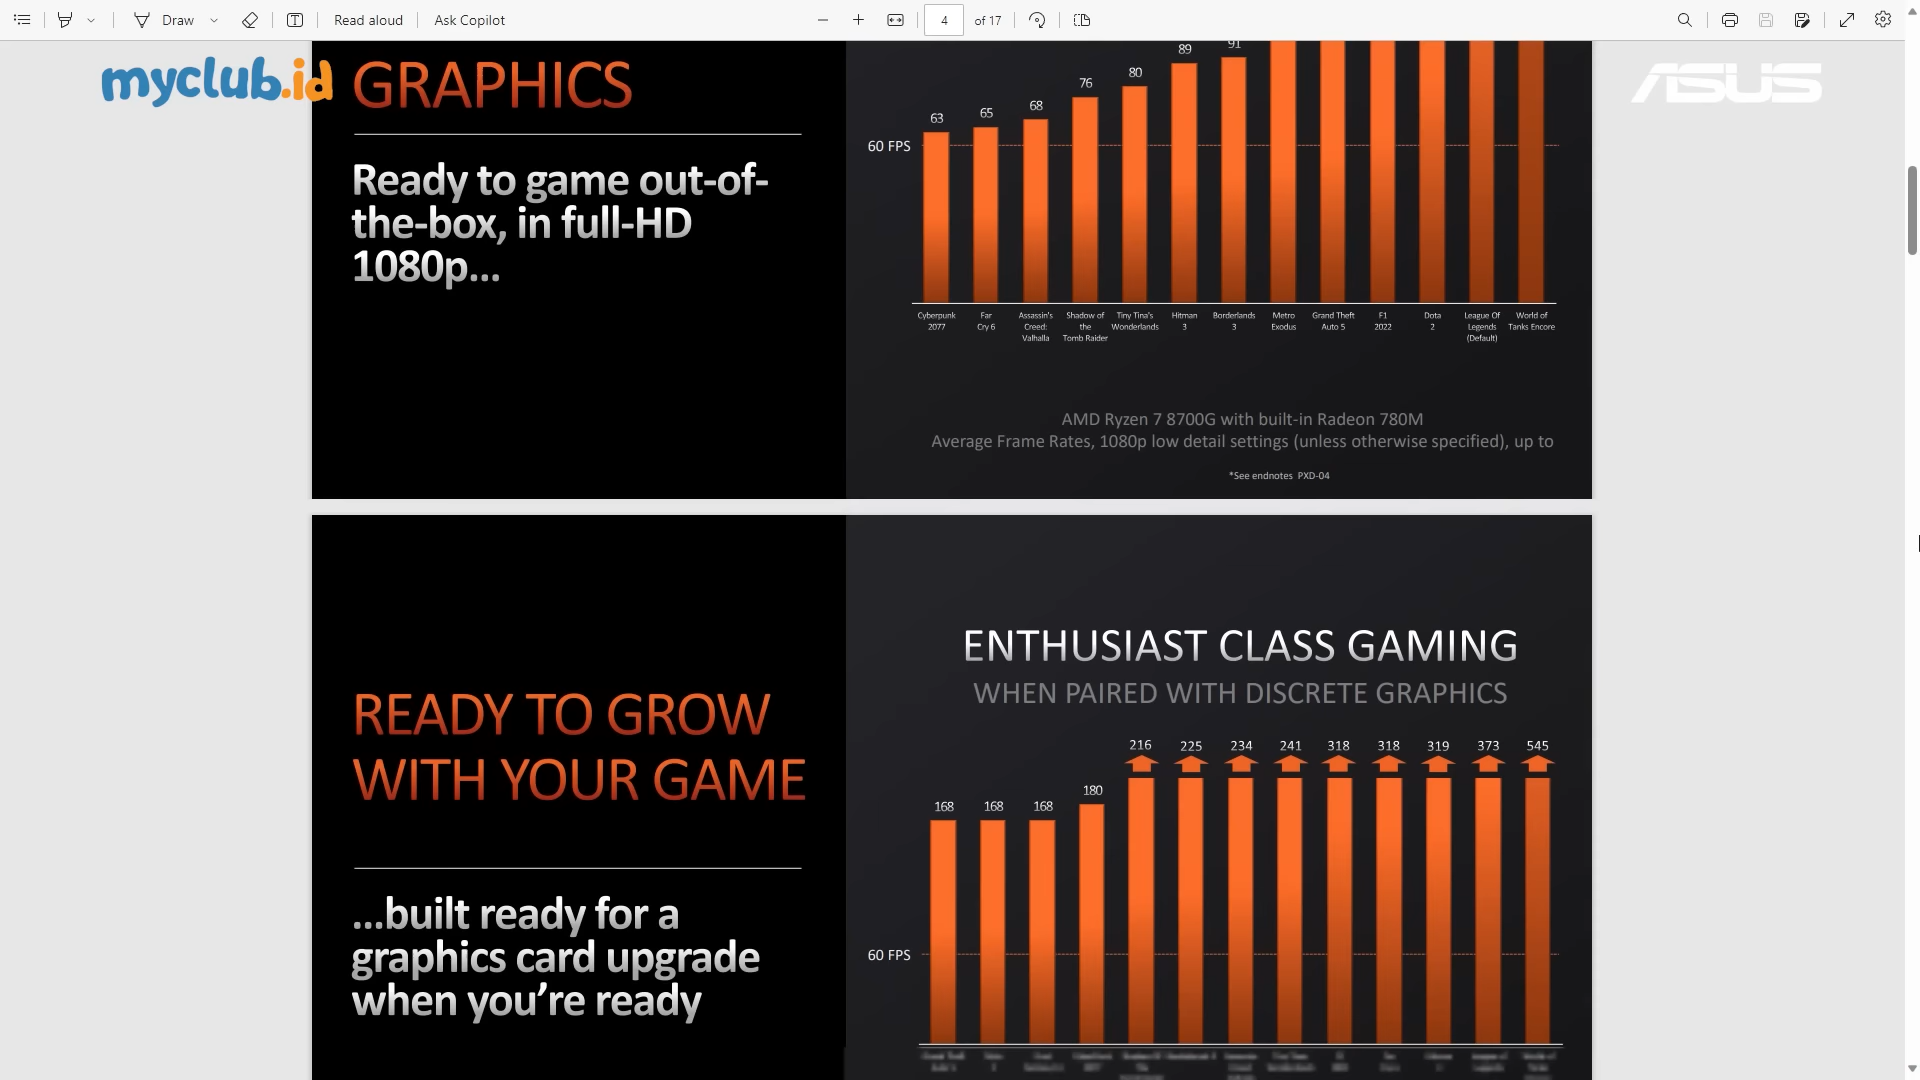 Draw
Read aloud
Ask Copilot
4
of 17
myclub.id
GRAPHICS
ASUS
Ready to game out-of-
the-box, in full-HD
1080p...
63
65
68
76
80
89
91
60 FPS
Cyberpunk
2077
Far
Cry 6
Assassin's
Creed:
Valhalla
Shadow of
the
Tomb Raider
Tiny Tina's
Wonderlands
Hitman
3
Borderlands
3
Metro
Exodus
Grand Theft
Auto 5
F1
2022
Dota
2
League Of
Legends
(Default)
World of
Tanks Encore
AMD Ryzen 7 8700G with built-in Radeon 780M
Average Frame Rates, 1080p low detail settings (unless otherwise specified), up to
*See endnotes PXD-04
READY TO GROW
WITH YOUR GAME
...built ready for a
graphics card upgrade
when you're ready
ENTHUSIAST CLASS GAMING
WHEN PAIRED WITH DISCRETE GRAPHICS
168
168
168
180
216
225
234
241
318
318
319
373
545
60 FPS